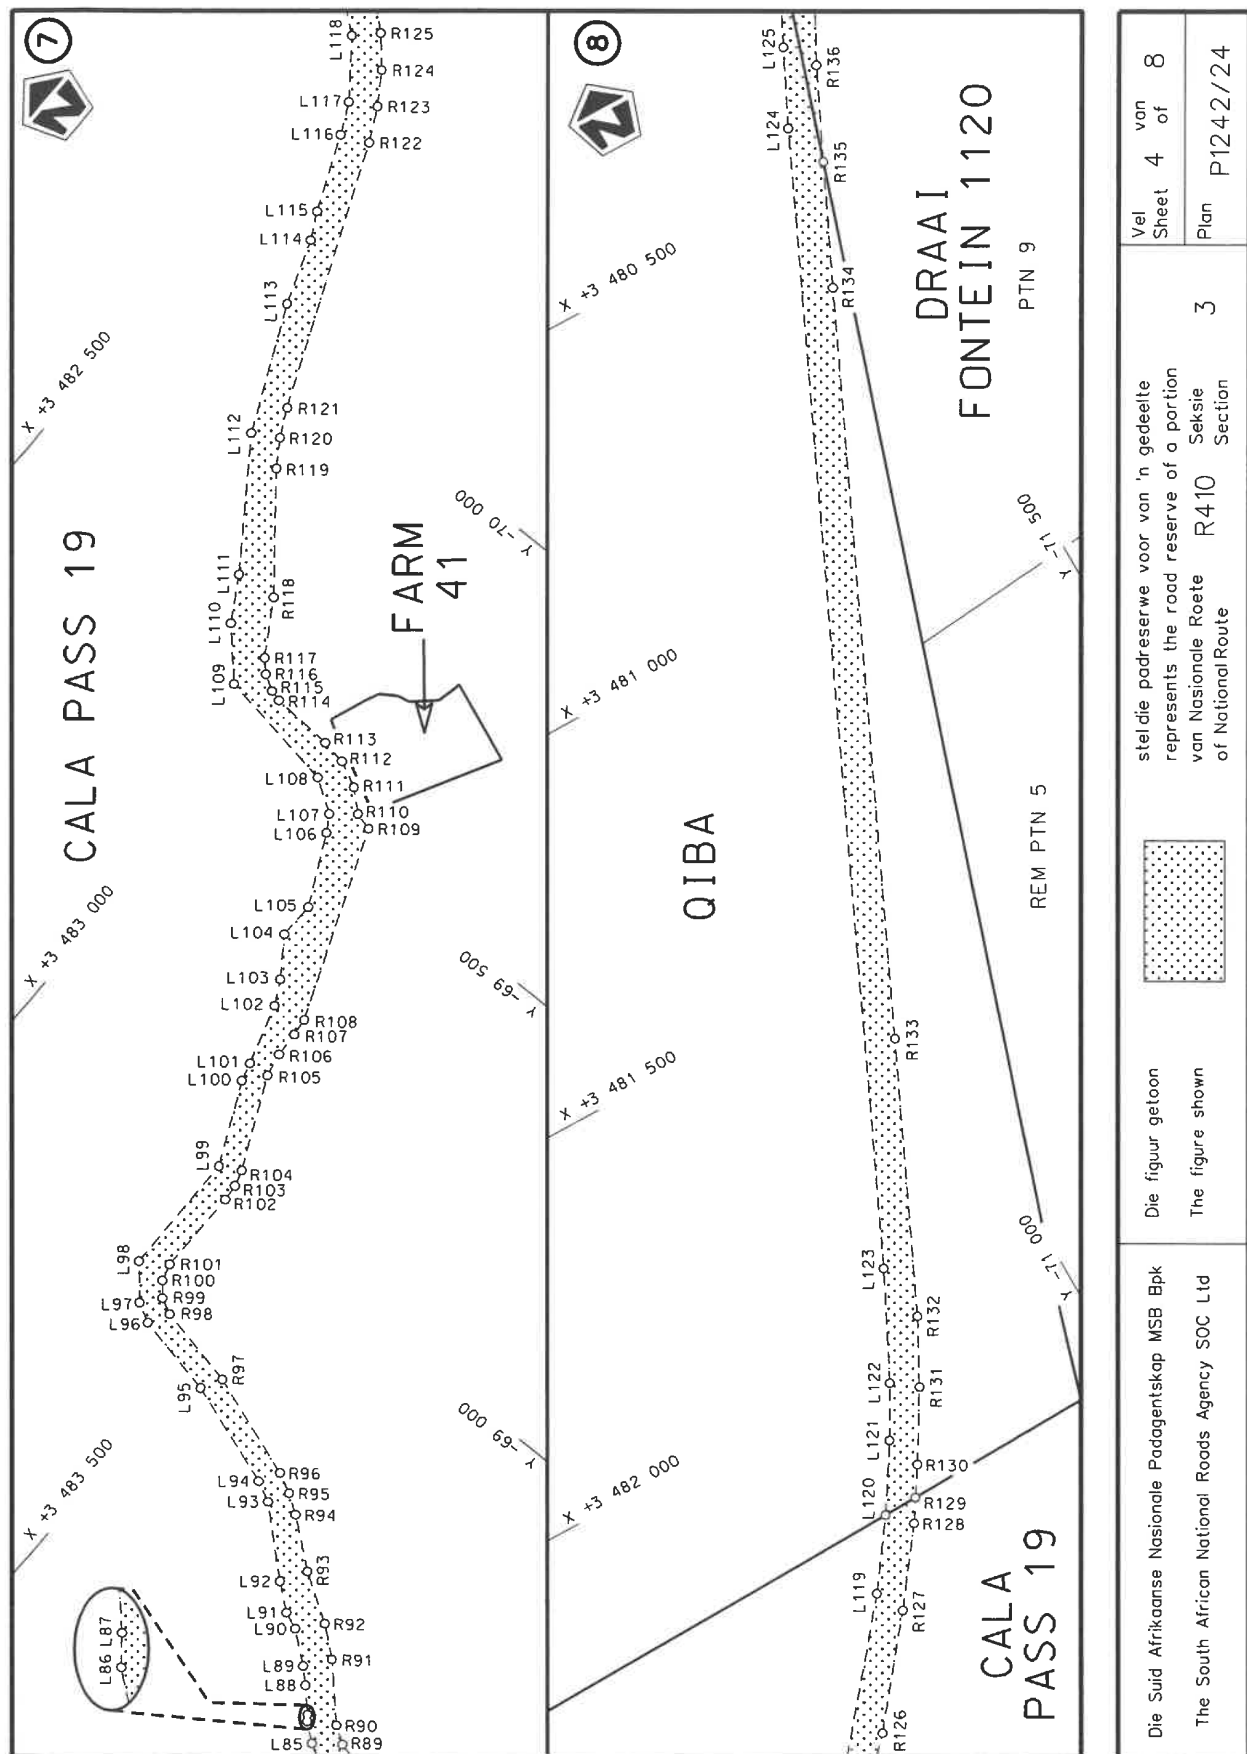 7
N
CALA PASS 19
X +3 483 500
X +3 483 000
X +3 482 500
Y -69 000
Y -69 500
Y -70 000
FARM
41
L85
L86
L87
L88
L89
L90
L91
L92
L93
L94
L95
L96
L97
L98
L99
L100
L101
L102
L103
L104
L105
L106
L107
L108
L109
L110
L111
L112
L113
L114
L115
L116
L117
L118
R89
R90
R91
R92
R93
R94
R95
R96
R97
R98
R99
R100
R101
R102
R103
R104
R105
R106
R107
R108
R109
R110
R111
R112
R113
R114
R115
R116
R117
R118
R119
R120
R121
R122
R123
R124
R125
8
N
X +3 482 000
X +3 481 500
X +3 481 000
X +3 480 500
QIBA
L119
L120
L121
L122
L123
L124
L125
R126
R127
R128
R129
R130
R131
R132
R133
R134
R135
R136
CALA
PASS 19
Y -71 000
Y -71 500
REM PTN 5
DRAAI
FONTEIN 1120
PTN 9
Die Suid Afrikaanse Nasionale Padagentskap MSB Bpk
The South African National Roads Agency SOC Ltd
Die figuur getoon
The figure shown
stel die padreserwe voor van 'n gedeelte
represents the road reserve of a portion
van Nasionale Roete R410 Seksie 3
of National Route Section
Vel 4 van 8
Sheet of
Plan P1242/24